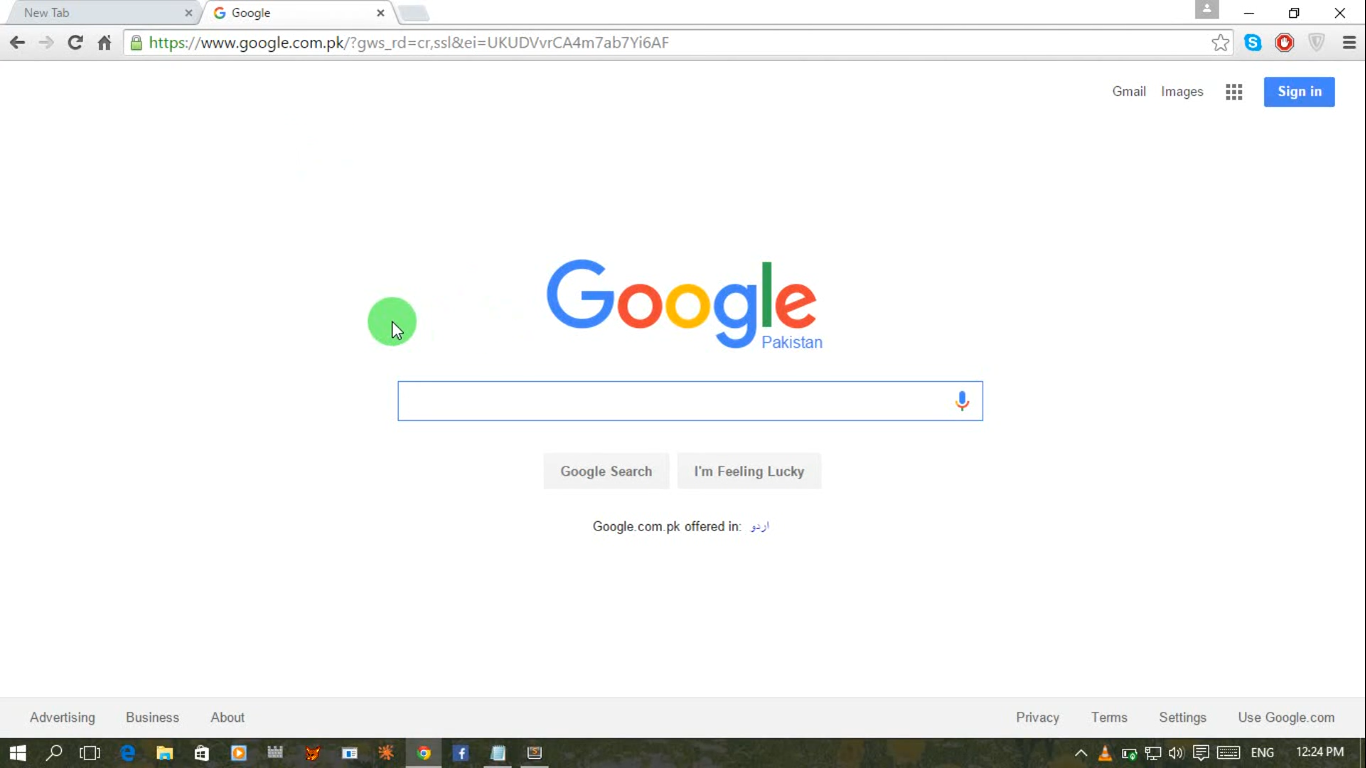 New Tab
Google
https://www.google.com.pk/?gws_rd=cr,ssl&ei=UKUDVvrCA4m7ab7Yi6AF
Gmail Images Sign in
Google
Pakistan
Google Search I'm Feeling Lucky
Google.com.pk offered in: اردو
Advertising Business About Privacy Terms Settings Use Google.com
ENG 12:24 PM